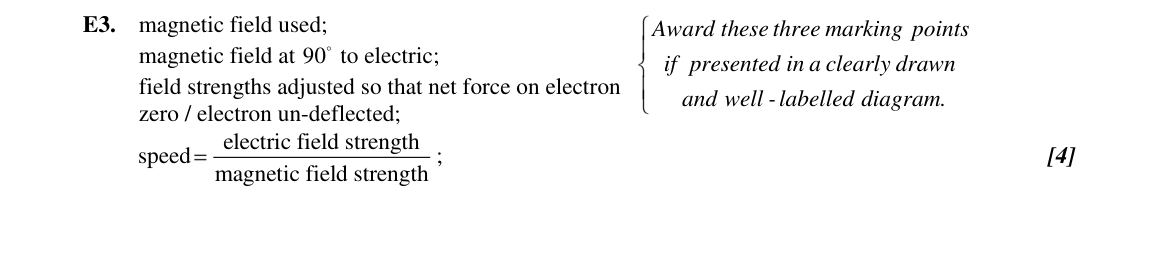 E3. magnetic field used;
magnetic field at 90° to electric;
field strengths adjusted so that net force on electron
zero / electron un-deflected;
speed = electric field strength / magnetic field strength ;
Award these three marking points
if presented in a clearly drawn
and well - labelled diagram.
[4]